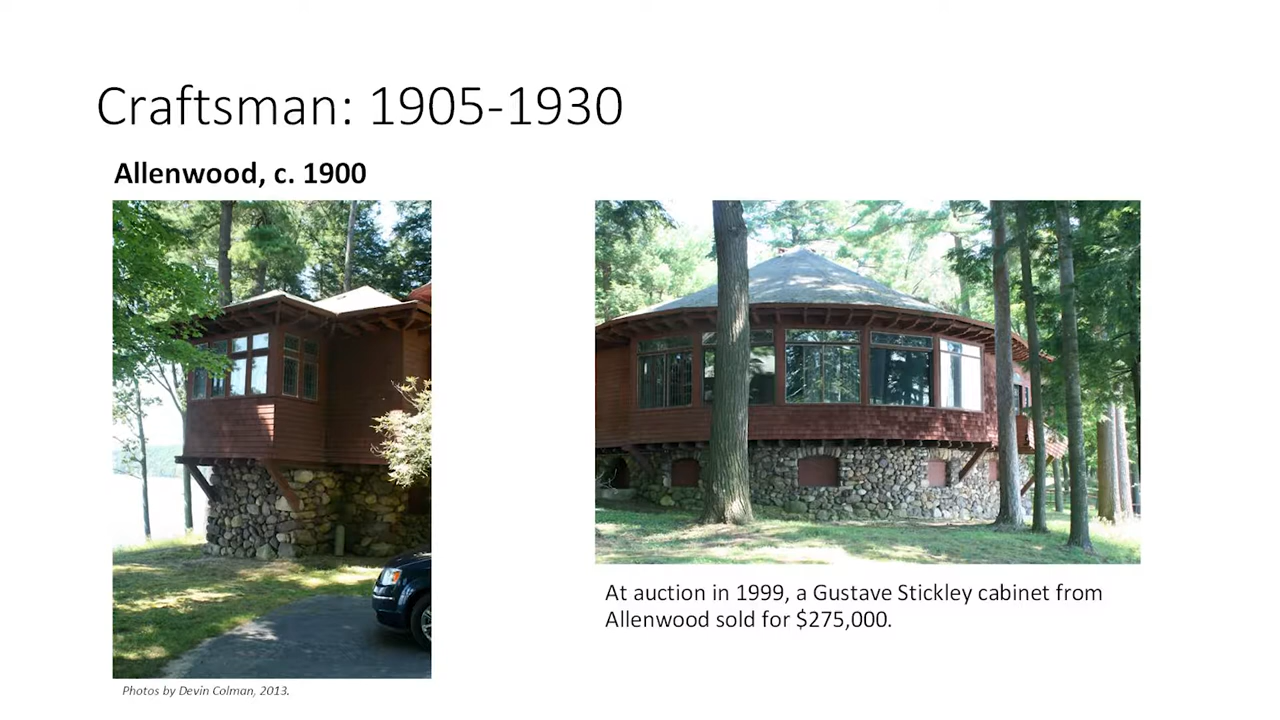 Craftsman: 1905-1930
Allenwood, c. 1900
At auction in 1999, a Gustave Stickley cabinet from
Allenwood sold for $275,000.
Photos by Devin Colman, 2013.